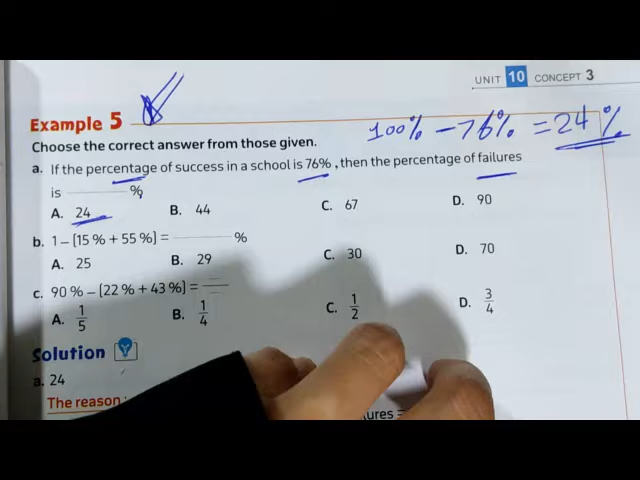 UNIT 10 CONCEPT 3
Example 5
100% - 76% = 24%
Choose the correct answer from those given.
a. If the percentage of success in a school is 76%, then the percentage of failures
is %
A. 24 B. 44 C. 67 D. 90
b. 1 – (15 % + 55 %) = %
A. 25 B. 29 C. 30 D. 70
c. 90 % – (22 % + 43 %) =
A. 1/5 B. 1/4 C. 1/2 D. 3/4
Solution
a. 24
The reason :
ures =